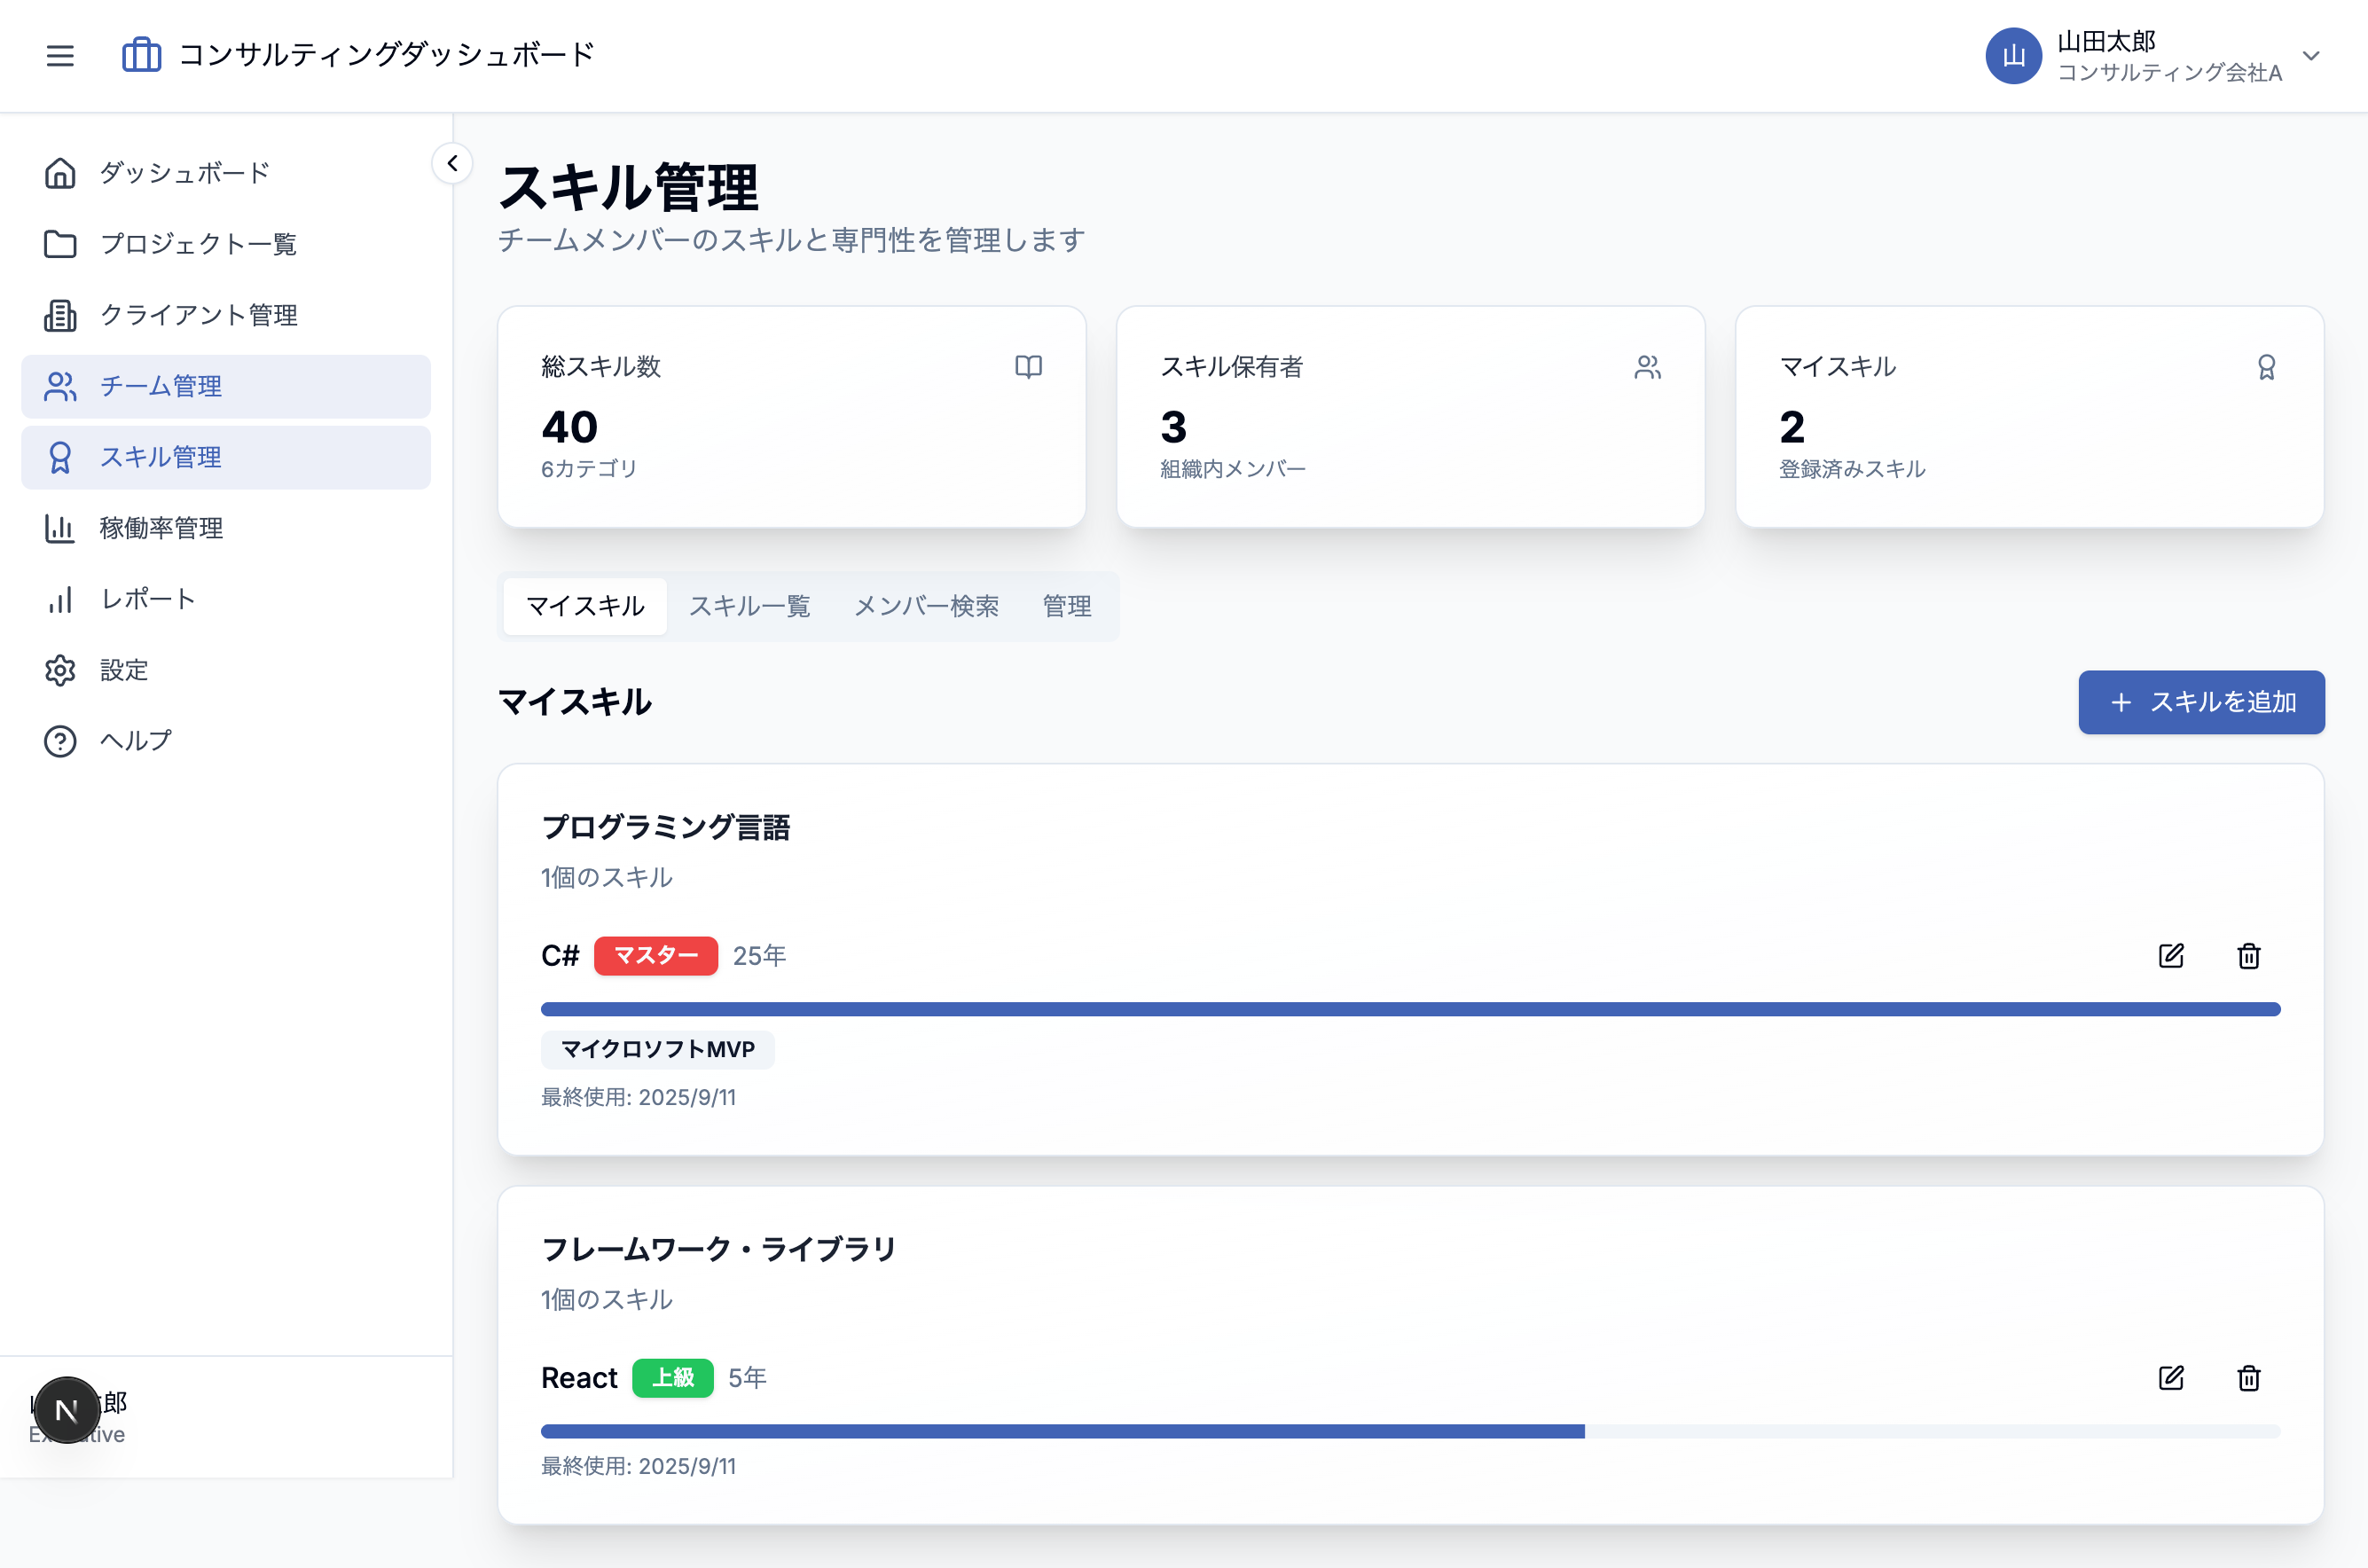 コンサルティングダッシュボード
山
山田太郎
コンサルティング会社A
ダッシュボード
プロジェクト一覧
クライアント管理
チーム管理
スキル管理
稼働率管理
レポート
設定
ヘルプ
N
郎
Executive
スキル管理
チームメンバーのスキルと専門性を管理します
総スキル数
40
6カテゴリ
スキル保有者
3
組織内メンバー
マイスキル
2
登録済みスキル
マイスキル スキル一覧 メンバー検索 管理
マイスキル
スキルを追加
プログラミング言語
1個のスキル
C# マスター 25年
マイクロソフトMVP
最終使用: 2025/9/11
フレームワーク・ライブラリ
1個のスキル
React 上級 5年
最終使用: 2025/9/11